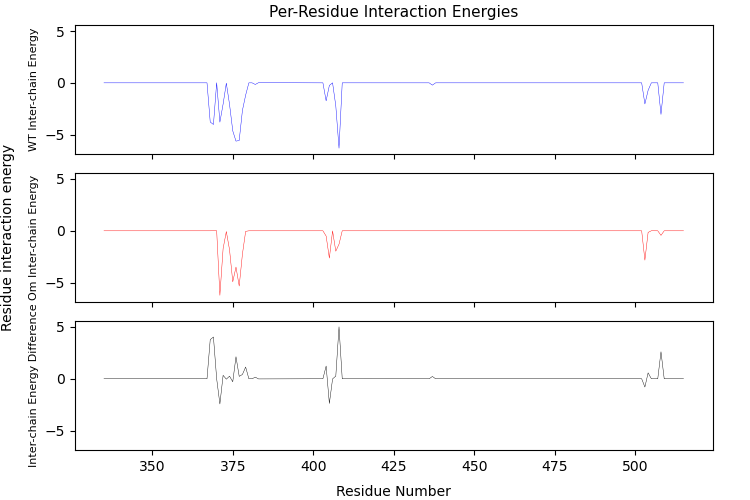 Per-Residue Interaction Energies
Residue interaction energy
WT Inter-chain Energy
5
0
−5
Om Inter-chain Energy
5
0
−5
Inter-chain Energy Difference
5
0
−5
350
375
400
425
450
475
500
Residue Number